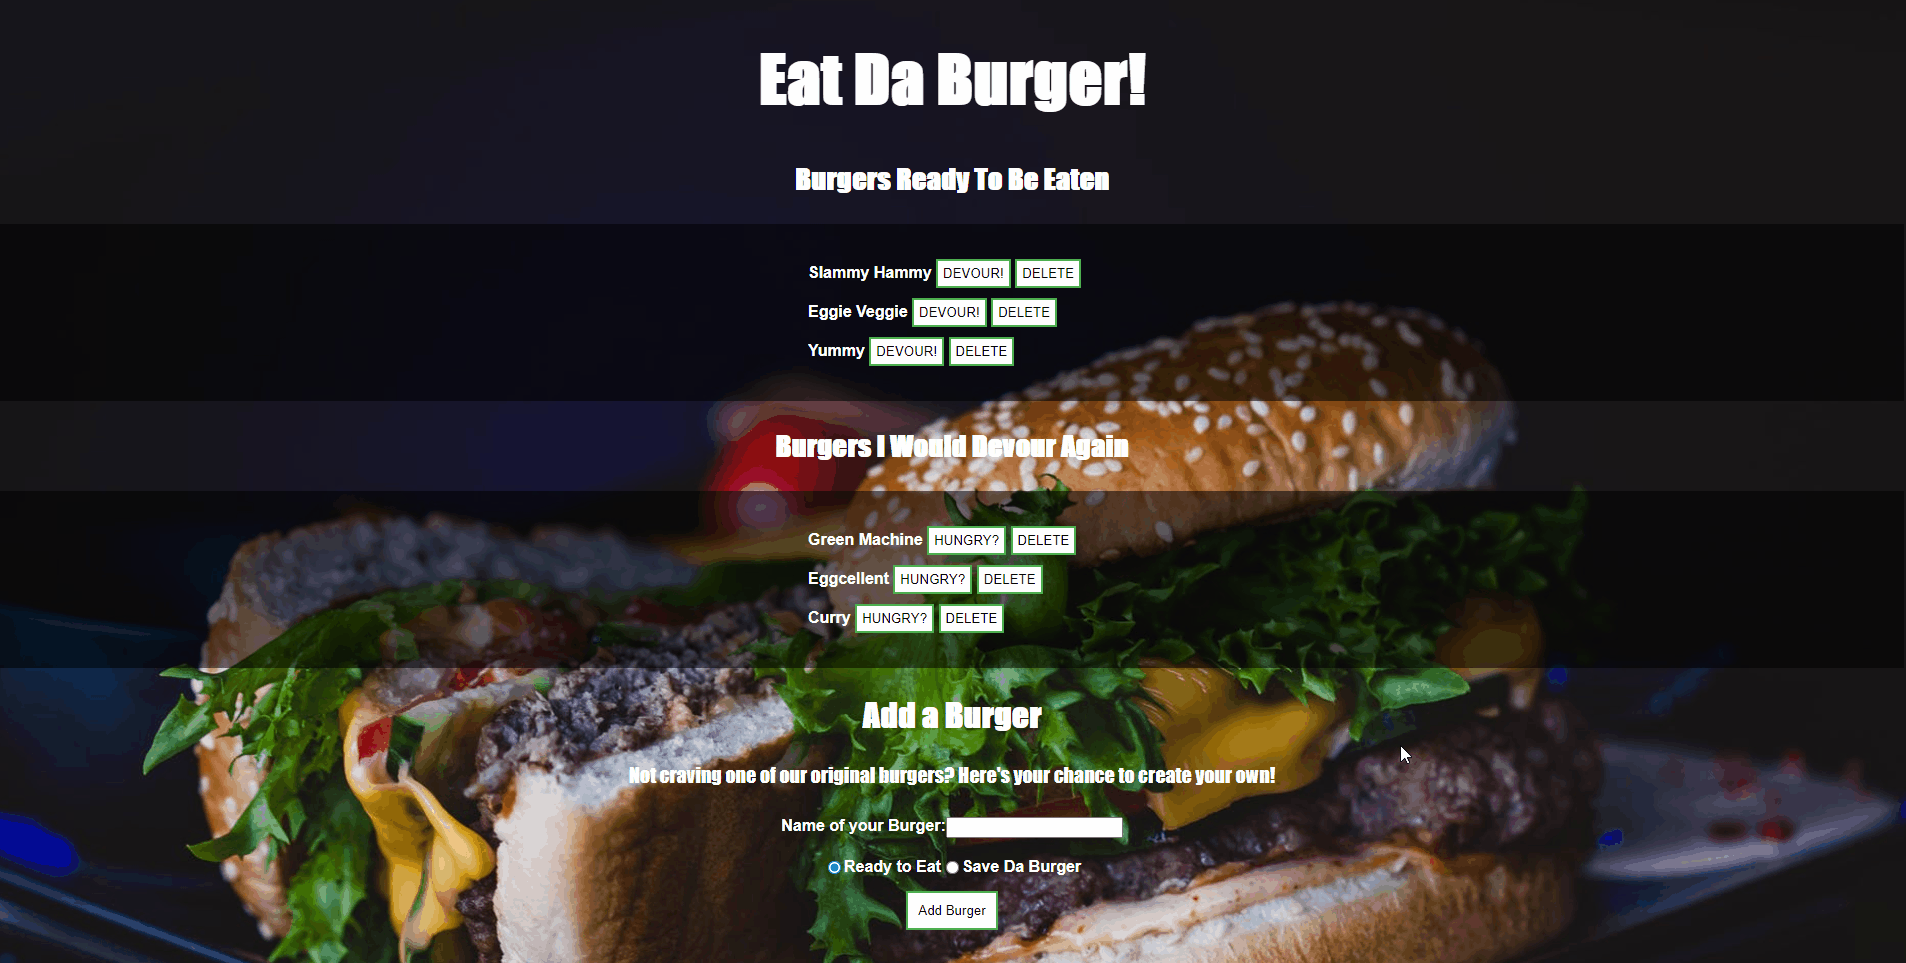 Eat Da Burger!
Burgers Ready To Be Eaten
Slammy Hammy DEVOUR! DELETE
Eggie Veggie DEVOUR! DELETE
Yummy DEVOUR! DELETE
Burgers I Would Devour Again
Green Machine HUNGRY? DELETE
Eggcellent HUNGRY? DELETE
Curry HUNGRY? DELETE
Add a Burger
Not craving one of our original burgers? Here's your chance to create your own!
Name of your Burger:
Ready to Eat Save Da Burger
Add Burger